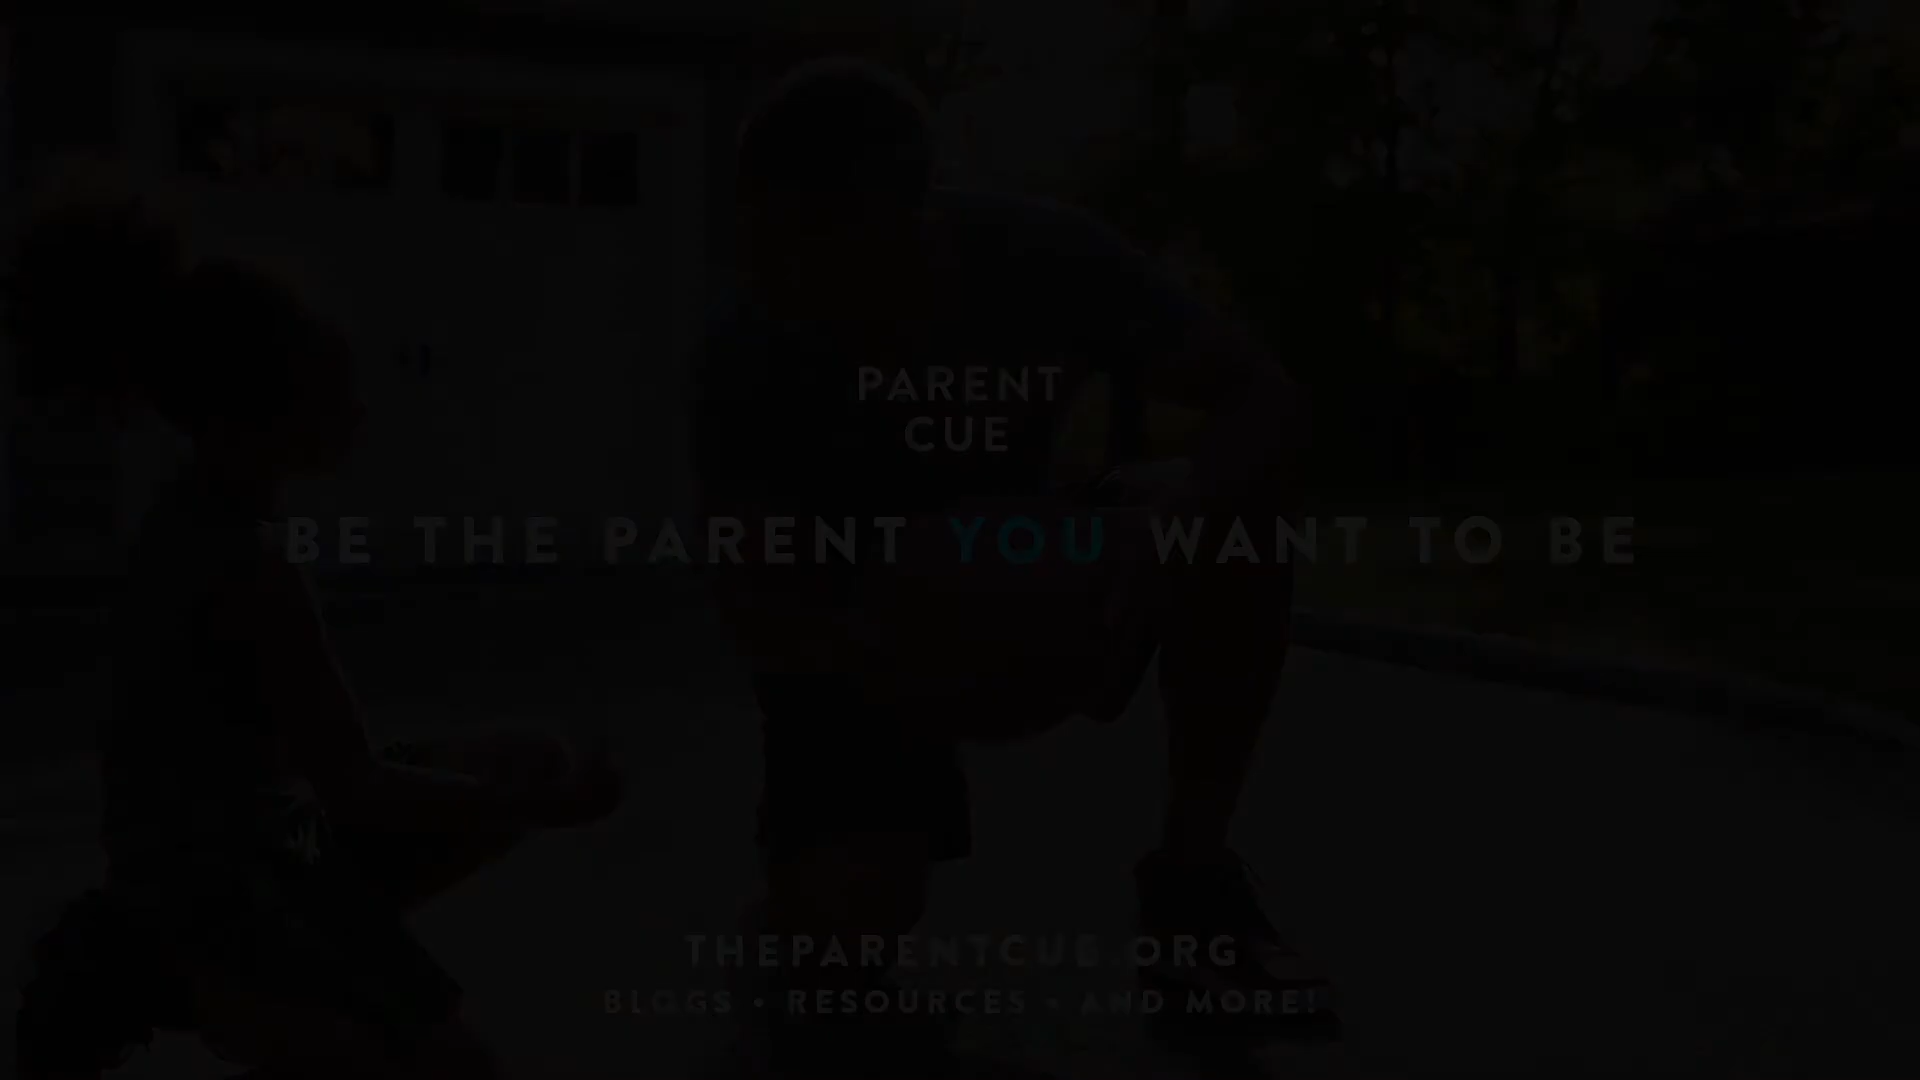 PARENT
CUE
BE THE PARENT YOU WANT TO BE
THEPARENTCUE.ORG
BLOGS • RESOURCES • AND MORE!